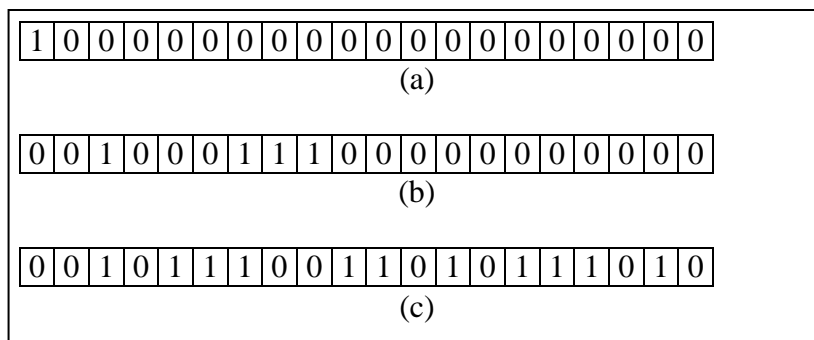 1 0 0 0 0 0 0 0 0 0 0 0 0 0 0 0 0 0 0 0
(a)
0 0 1 0 0 0 1 1 1 0 0 0 0 0 0 0 0 0 0 0
(b)
0 0 1 0 1 1 1 0 0 1 1 0 1 0 1 1 1 0 1 0
(c)